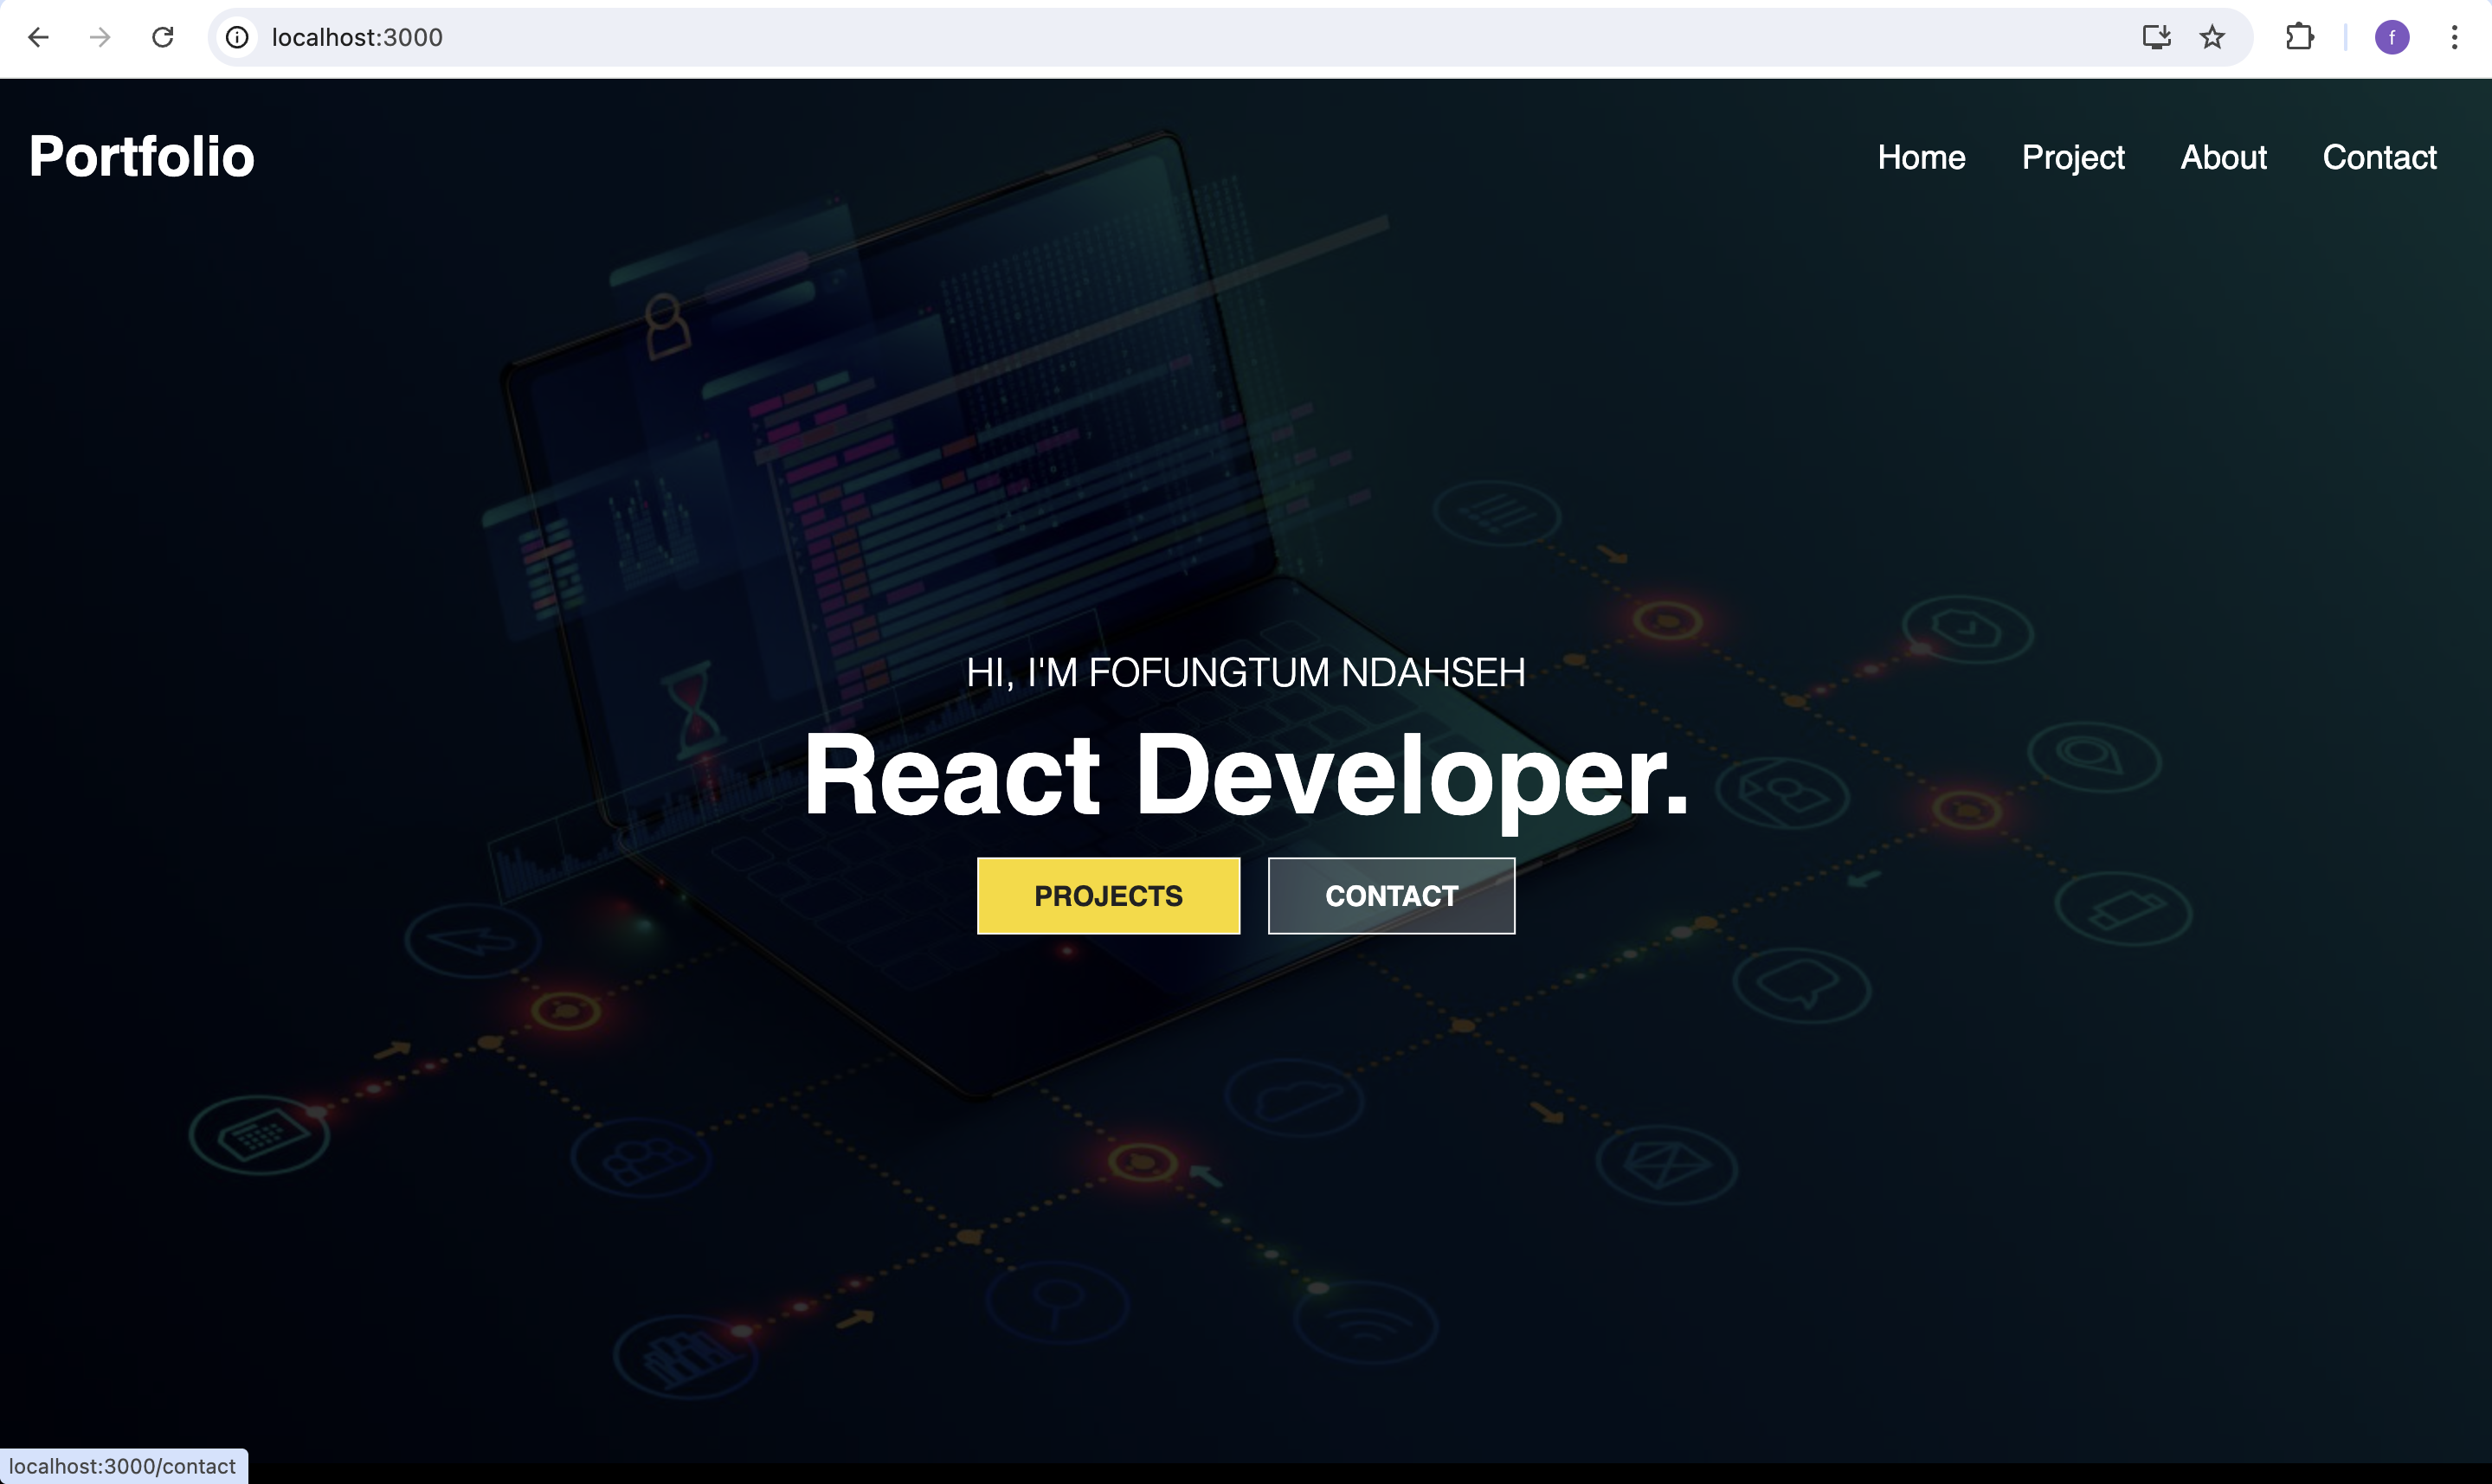 localhost:3000
f
Portfolio
Home Project About Contact
HI, I'M FOFUNGTUM NDAHSEH
React Developer.
PROJECTS CONTACT
localhost:3000/contact